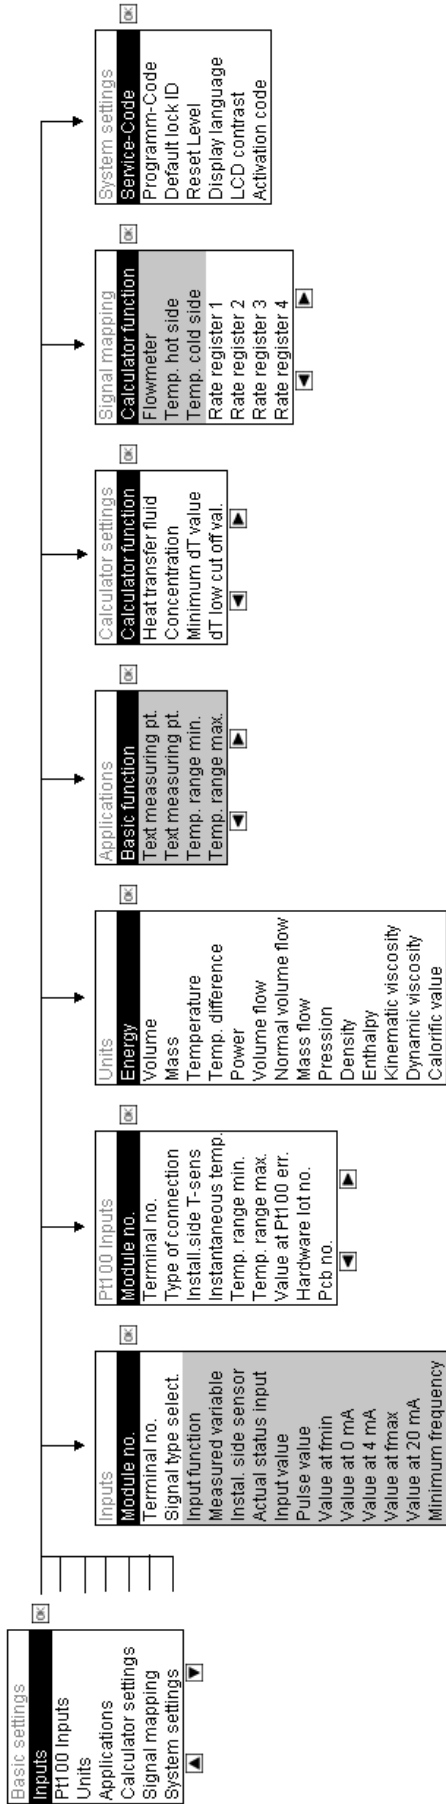 Basic settings
Inputs
Pt100 Inputs
Units
Applications
Calculator settings
Signal mapping
System settings
OK
Inputs
Module no.
Terminal no.
Signal type select.
Input function
Measured variable
Instal. side sensor
Actual status input
Input value
Pulse value
Value at fmin
Value at 0 mA
Value at 4 mA
Value at fmax
Value at 20 mA
Minimum frequency
OK
Pt100 Inputs
Module no.
Terminal no.
Type of connection
Install.side T-sens
Instantaneous temp.
Temp. range min.
Temp. range max.
Value at Pt100 err.
Hardware lot no.
Pcb no.
OK
Units
Energy
Volume
Mass
Temperature
Temp. difference
Power
Volume flow
Normal volume flow
Mass flow
Pression
Density
Enthalpy
Kinematic viscosity
Dynamic viscosity
Calorific value
OK
Applications
Basic function
Text measuring pt.
Text measuring pt.
Temp. range min.
Temp. range max.
OK
Calculator settings
Calculator function
Heat transfer fluid
Concentration
Minimum dT value
dT low cut off val.
OK
Signal mapping
Calculator function
Flowmeter
Temp. hot side
Temp. cold side
Rate register 1
Rate register 2
Rate register 3
Rate register 4
OK
System settings
Service-Code
Programm-Code
Default lock ID
Reset Level
Display language
LCD contrast
Activation code
OK